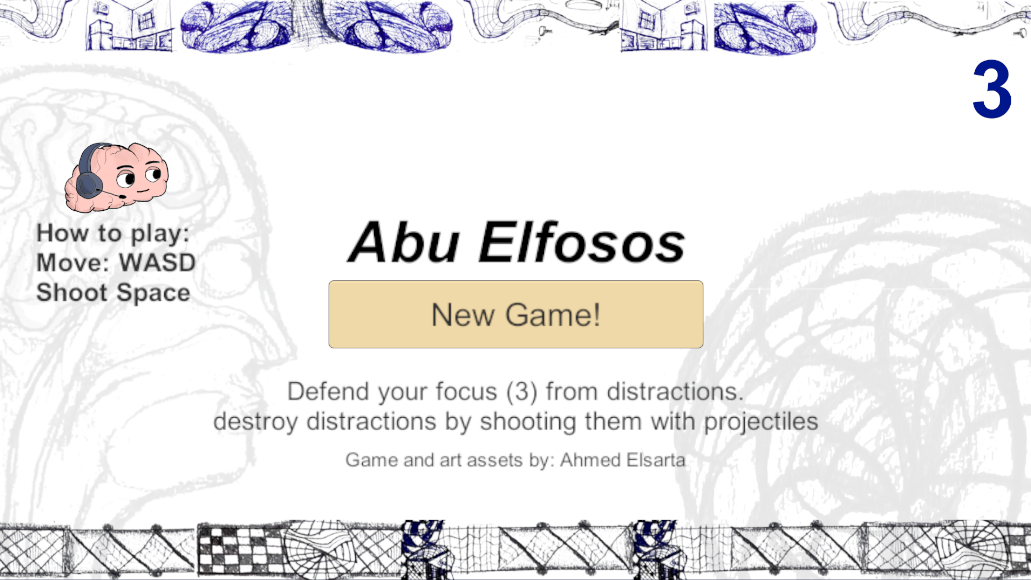 3
How to play:
Move: WASD
Shoot Space
Abu Elfosos
New Game!
Defend your focus (3) from distractions.
destroy distractions by shooting them with projectiles
Game and art assets by: Ahmed Elsarta